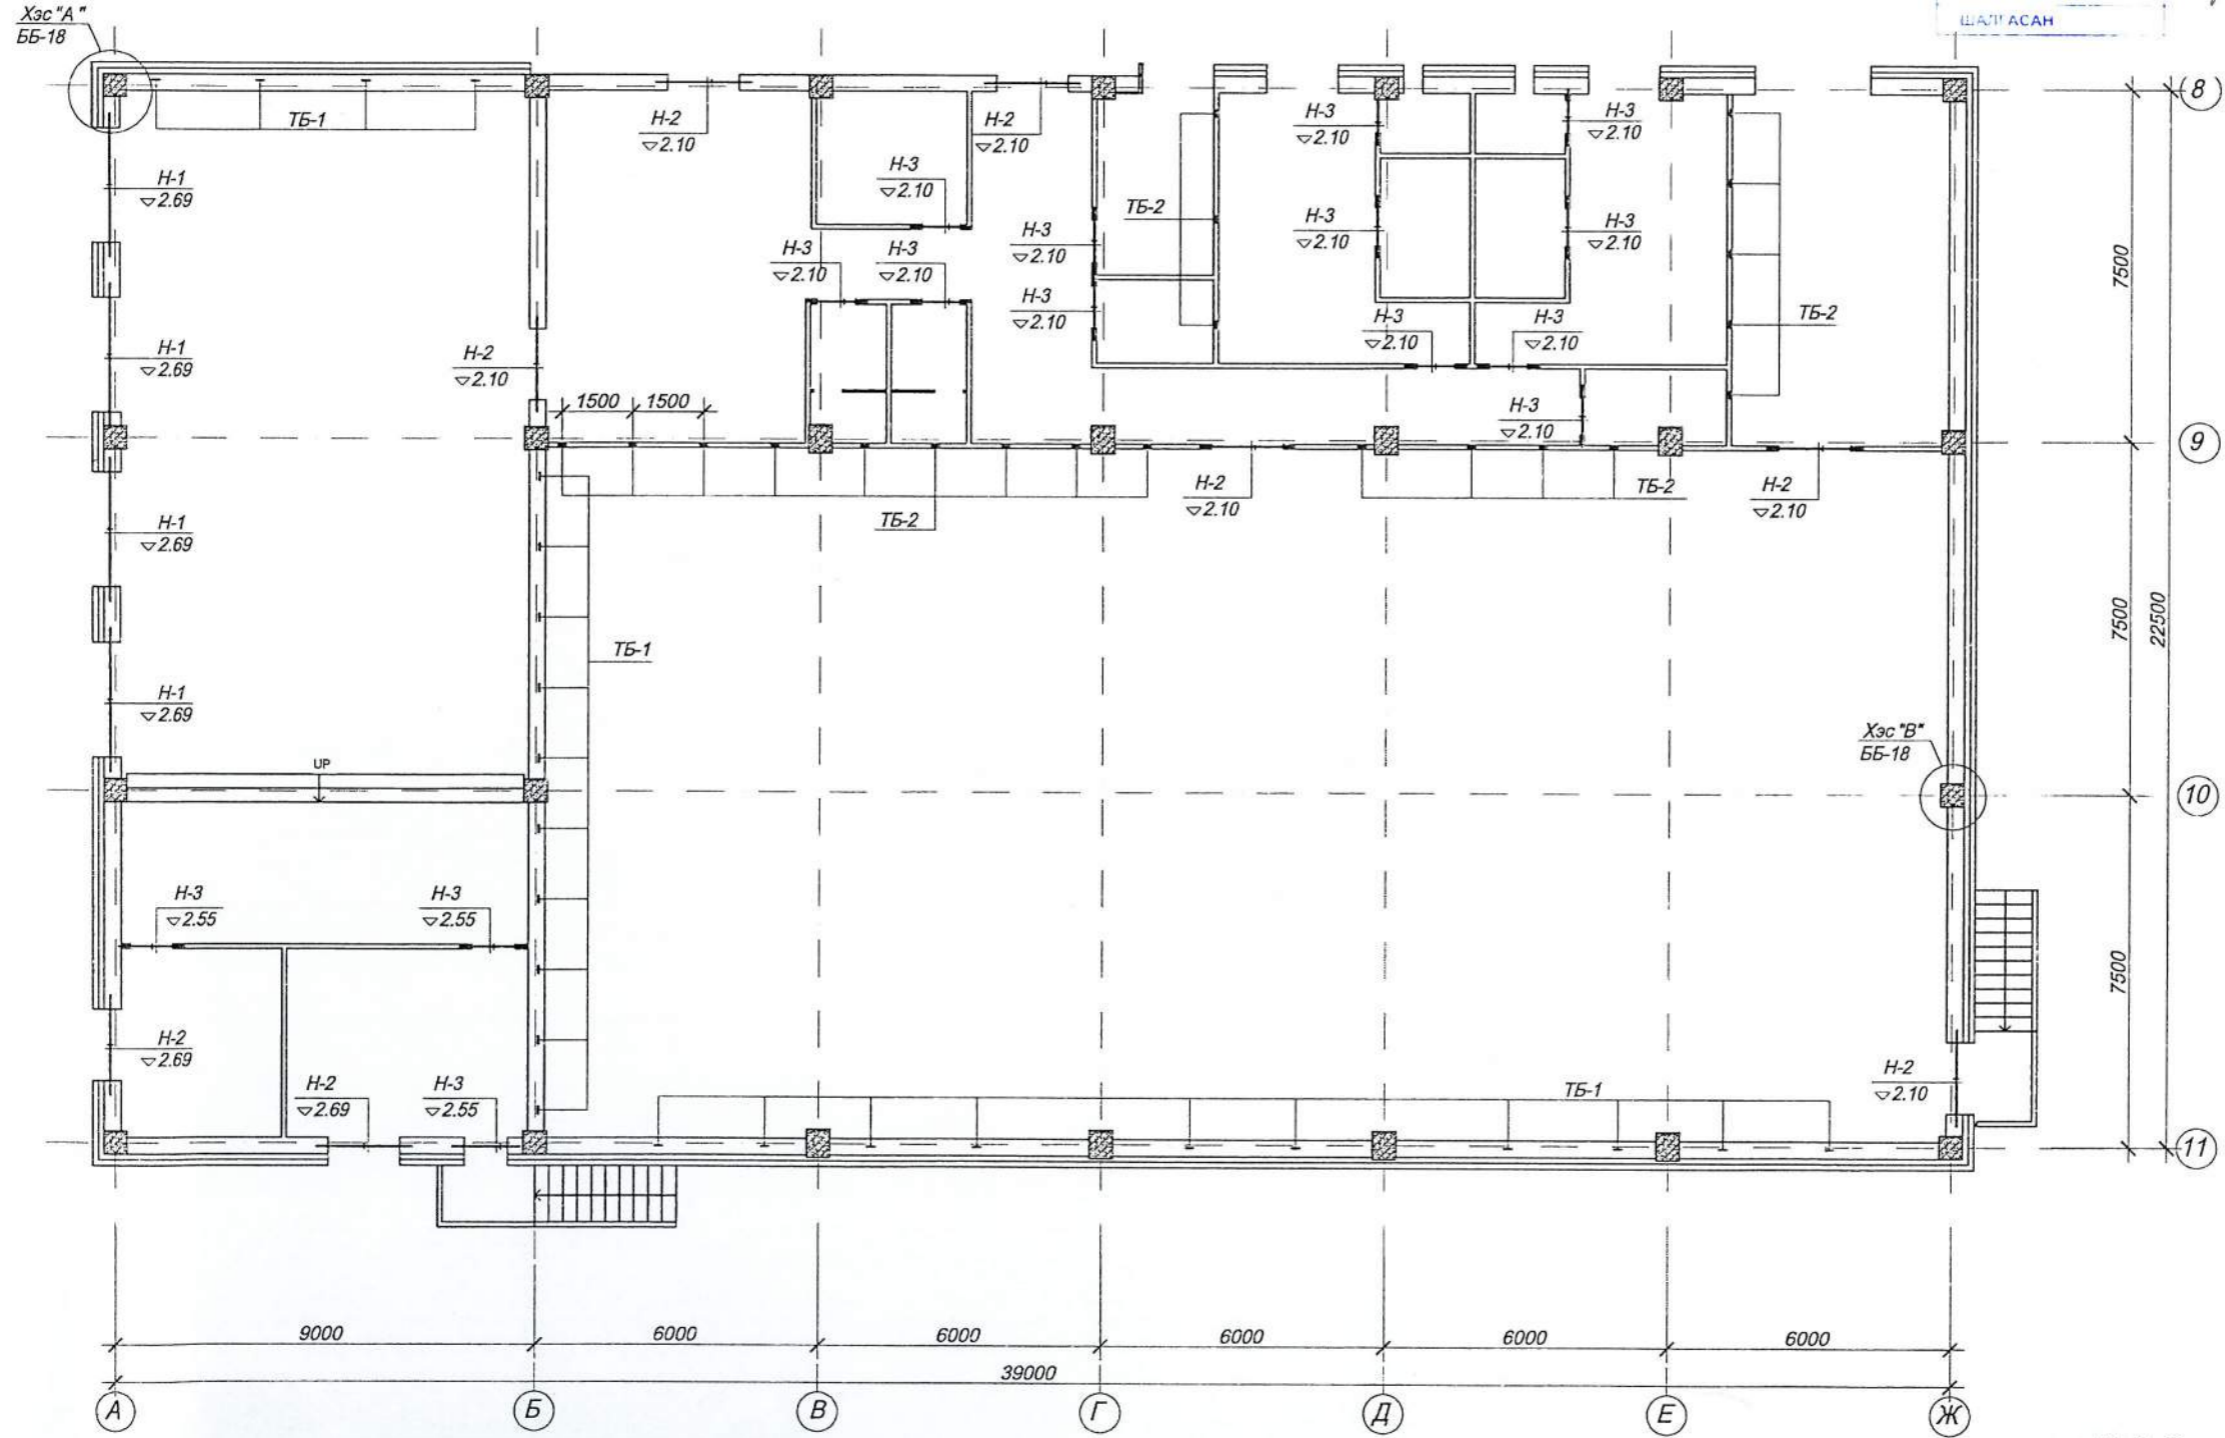 Хэс "А"
ББ-18
ШАЛГАСАН
8
ТБ-1
Н-2
▽2.10
Н-2
▽2.10
Н-3
▽2.10
Н-3
▽2.10
Н-3
▽2.10
Н-1
▽2.69
ТБ-2
Н-3
▽2.10
Н-3
▽2.10
Н-3
▽2.10
Н-3
▽2.10
Н-3
▽2.10
7500
Н-3
▽2.10
Н-3
▽2.10
Н-3
▽2.10
ТБ-2
Н-1
▽2.69
Н-2
▽2.10
1500
1500
Н-3
▽2.10
9
Н-2
▽2.10
ТБ-2
Н-2
▽2.10
ТБ-2
Н-1
▽2.69
7500
22500
ТБ-1
Н-1
▽2.69
Хэс "В"
ББ-18
UP
10
Н-3
▽2.55
Н-3
▽2.55
7500
Н-2
▽2.69
Н-2
▽2.69
Н-3
▽2.55
ТБ-1
Н-2
▽2.10
11
9000
6000
6000
6000
6000
6000
39000
А
Б
В
Г
Д
Е
Ж